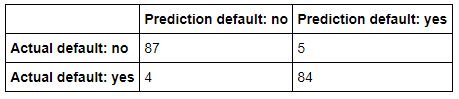 Prediction default: no Prediction default: yes
Actual default: no 87 5
Actual default: yes 4 84